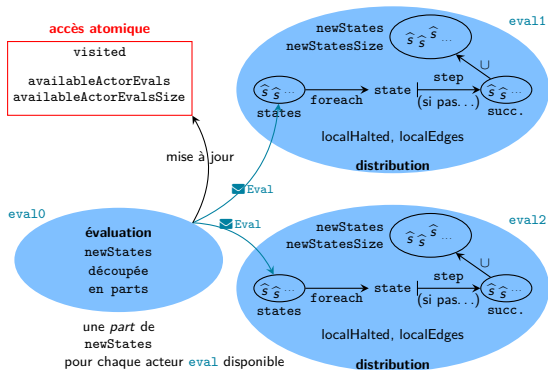 accès atomique
visited
availableActorEvals
availableActorEvalsSize
mise à jour
eval0
évaluation
newStates
découpée
en parts
une part de
newStates
pour chaque acteur eval disponible
Eval
Eval
eval1
newStates
newStatesSize
ŝ ŝ ŝ ...
∪
ŝ ŝ ...
states
foreach
state
step
(si pas...)
ŝ ŝ ...
succ.
localHalted, localEdges
distribution
eval2
newStates
newStatesSize
ŝ ŝ ŝ ...
∪
ŝ ŝ ...
states
foreach
state
step
(si pas...)
ŝ ŝ ...
succ.
localHalted, localEdges
distribution